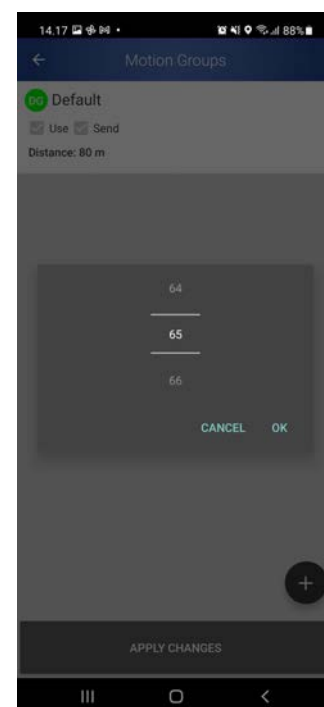 14.17 88%
Motion Groups
DG Default
Use Send
Distance: 80 m
64
65
66
CANCEL OK
+
APPLY CHANGES